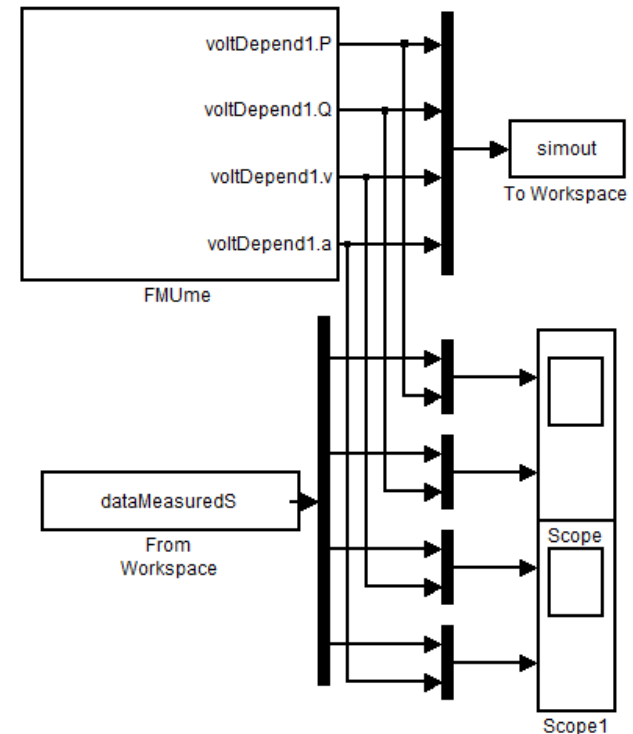 voltDepend1.P
voltDepend1.Q
voltDepend1.v
voltDepend1.a
FMUme
simout
To Workspace
dataMeasuredS
From
Workspace
Scope
Scope1